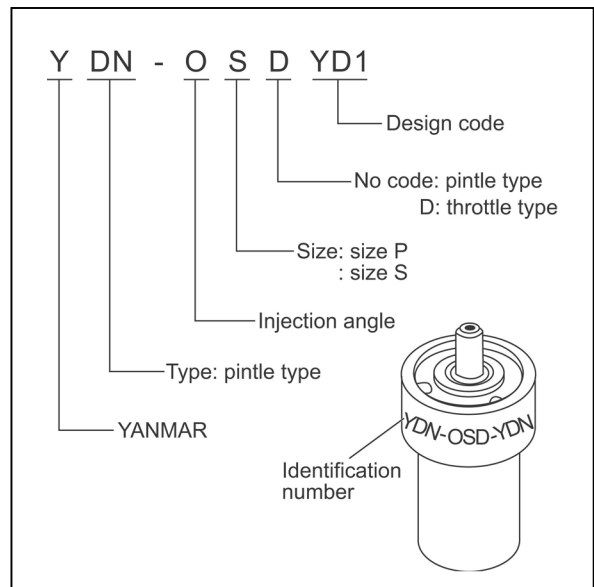 Y DN - O S D YD1
Design code
No code: pintle type
D: throttle type
Size: size P
: size S
Injection angle
Type: pintle type
YANMAR
YDN-OSD-YDN
Identification
number